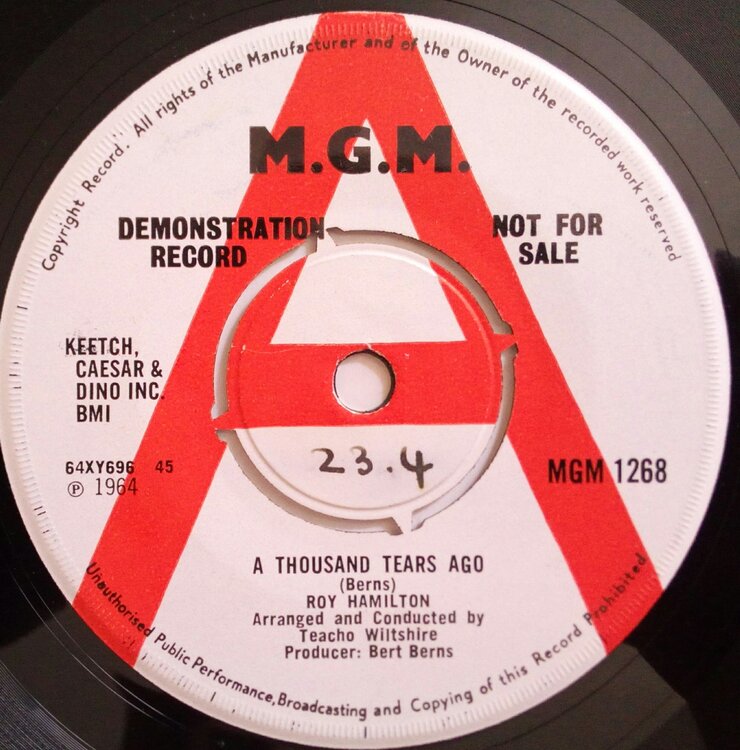 Copyright Record. All rights of the Manufacturer and of the Owner of the recorded work reserved
A
M.G.M.
DEMONSTRATION
RECORD
NOT FOR
SALE
KEETCH,
CAESAR &
DINO INC.
BMI
64XY696 45
℗ 1964
23.4
MGM 1268
A THOUSAND TEARS AGO
(Berns)
ROY HAMILTON
Arranged and Conducted by
Teacho Wiltshire
Producer: Bert Berns
Unauthorised Public Performance, Broadcasting and Copying of this Record Prohibited